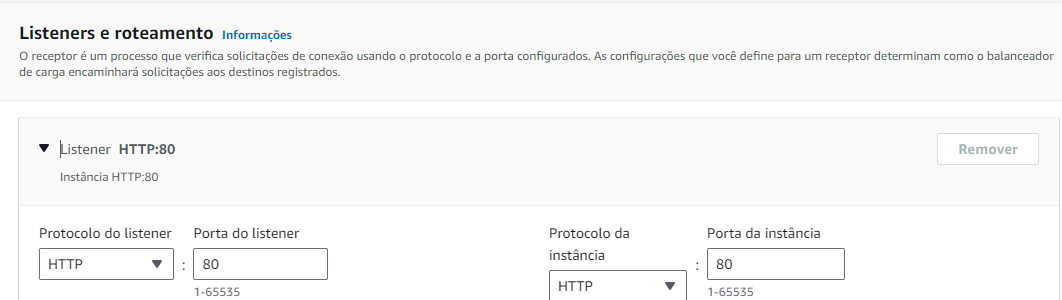 Listeners e roteamento Informações
O receptor é um processo que verifica solicitações de conexão usando o protocolo e a porta configurados. As configurações que você define para um receptor determinam como o balanceador
de carga encaminhará solicitações aos destinos registrados.
Listener HTTP:80
Remover
Instância HTTP:80
Protocolo do listener
Porta do listener
HTTP : 80
1-65535
Protocolo da
instância
Porta da instância
HTTP : 80
1-65535